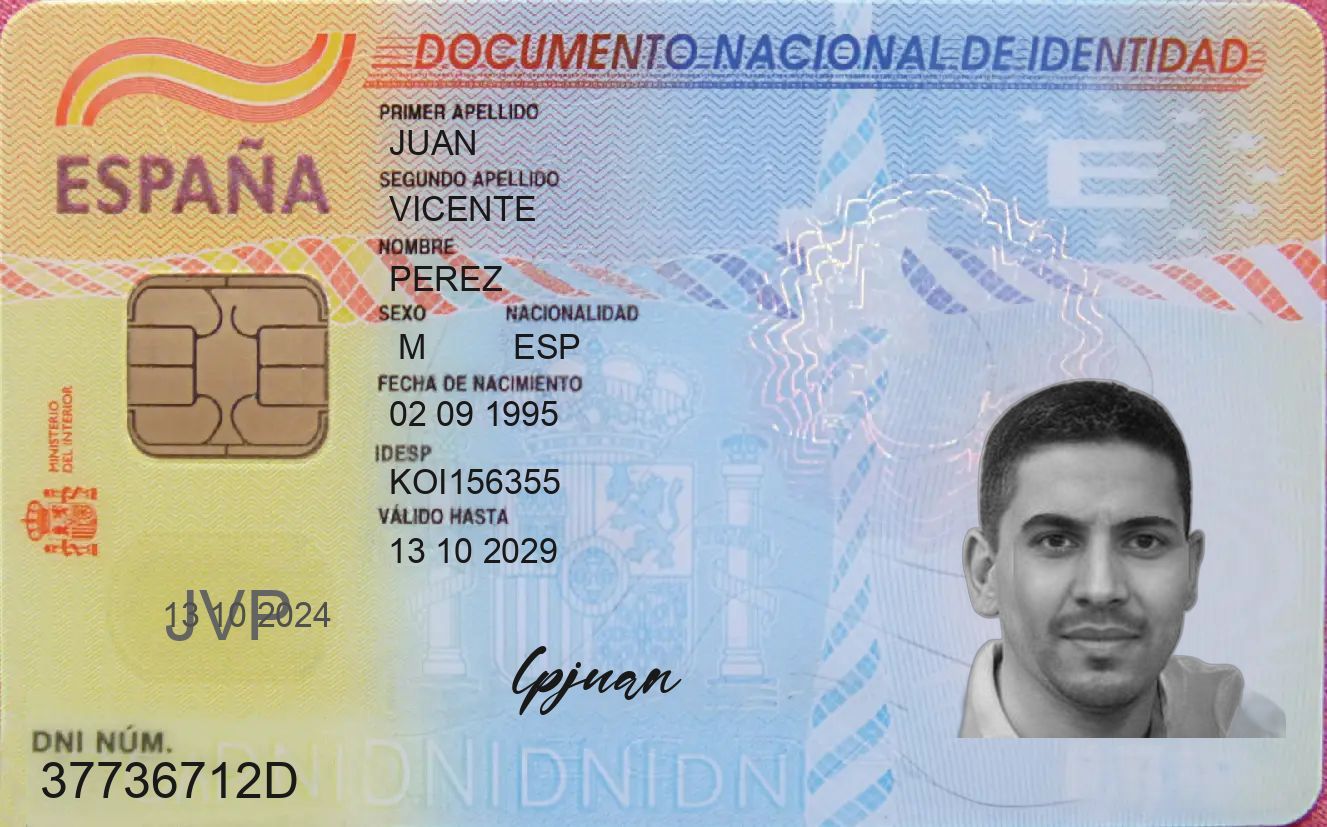 DOCUMENTO NACIONAL DE IDENTIDAD
ESPAÑA
PRIMER APELLIDO
JUAN
SEGUNDO APELLIDO
VICENTE
NOMBRE
PEREZ
SEXO NACIONALIDAD
M ESP
FECHA DE NACIMIENTO
02 09 1995
IDESP
KOI156355
VÁLIDO HASTA
13 10 2029
MINISTERIO
DEL INTERIOR
E
JVP
13 10 2024
Cpjuan
DNI NÚM.
37736712D
DNIDNIDNIDNI